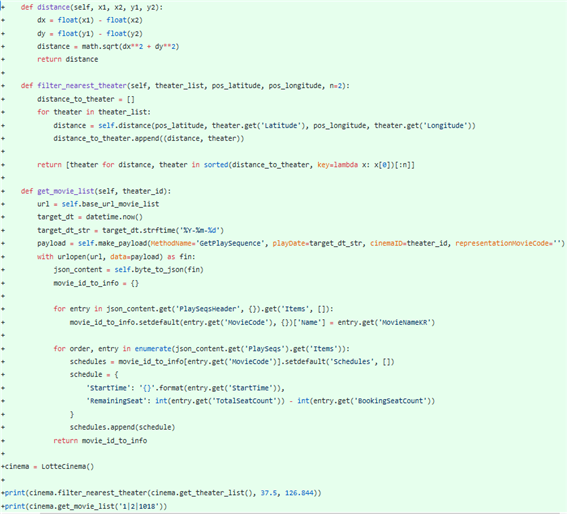 +    def distance(self, x1, x2, y1, y2):
+        dx = float(x1) - float(x2)
+        dy = float(y1) - float(y2)
+        distance = math.sqrt(dx**2 + dy**2)
+        return distance
+
+    def filter_nearest_theater(self, theater_list, pos_latitude, pos_longitude, n=2):
+        distance_to_theater = []
+        for theater in theater_list:
+            distance = self.distance(pos_latitude, theater.get('Latitude'), pos_longitude, theater.get('Longitude'))
+            distance_to_theater.append((distance, theater))
+
+        return [theater for distance, theater in sorted(distance_to_theater, key=lambda x: x[0])[:n]]
+
+    def get_movie_list(self, theater_id):
+        url = self.base_url_movie_list
+        target_dt = datetime.now()
+        target_dt_str = target_dt.strftime('%Y-%m-%d')
+        payload = self.make_payload(MethodName='GetPlaySequence', playDate=target_dt_str, cinemaID=theater_id, representationMovieCode='')
+        with urlopen(url, data=payload) as fin:
+            json_content = self.byte_to_json(fin)
+            movie_id_to_info = {}
+
+            for entry in json_content.get('PlaySeqsHeader', {}).get('Items', []):
+                movie_id_to_info.setdefault(entry.get('MovieCode'), {})['Name'] = entry.get('MovieNameKR')
+
+            for order, entry in enumerate(json_content.get('PlaySeqs').get('Items')):
+                schedules = movie_id_to_info[entry.get('MovieCode')].setdefault('Schedules', [])
+                schedule = {
+                    'StartTime': '{}'.format(entry.get('StartTime')),
+                    'RemainingSeat': int(entry.get('TotalSeatCount')) - int(entry.get('BookingSeatCount'))
+                }
+                schedules.append(schedule)
+            return movie_id_to_info
+
+cinema = LotteCinema()
+
+print(cinema.filter_nearest_theater(cinema.get_theater_list(), 37.5, 126.844))
+print(cinema.get_movie_list('1|2|1018'))